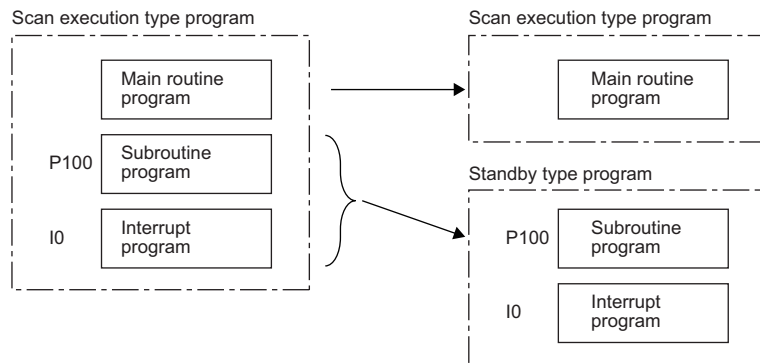 Scan execution type program
Main routine
program
P100
Subroutine
program
I0
Interrupt
program
Scan execution type program
Main routine
program
Standby type program
P100
Subroutine
program
I0
Interrupt
program